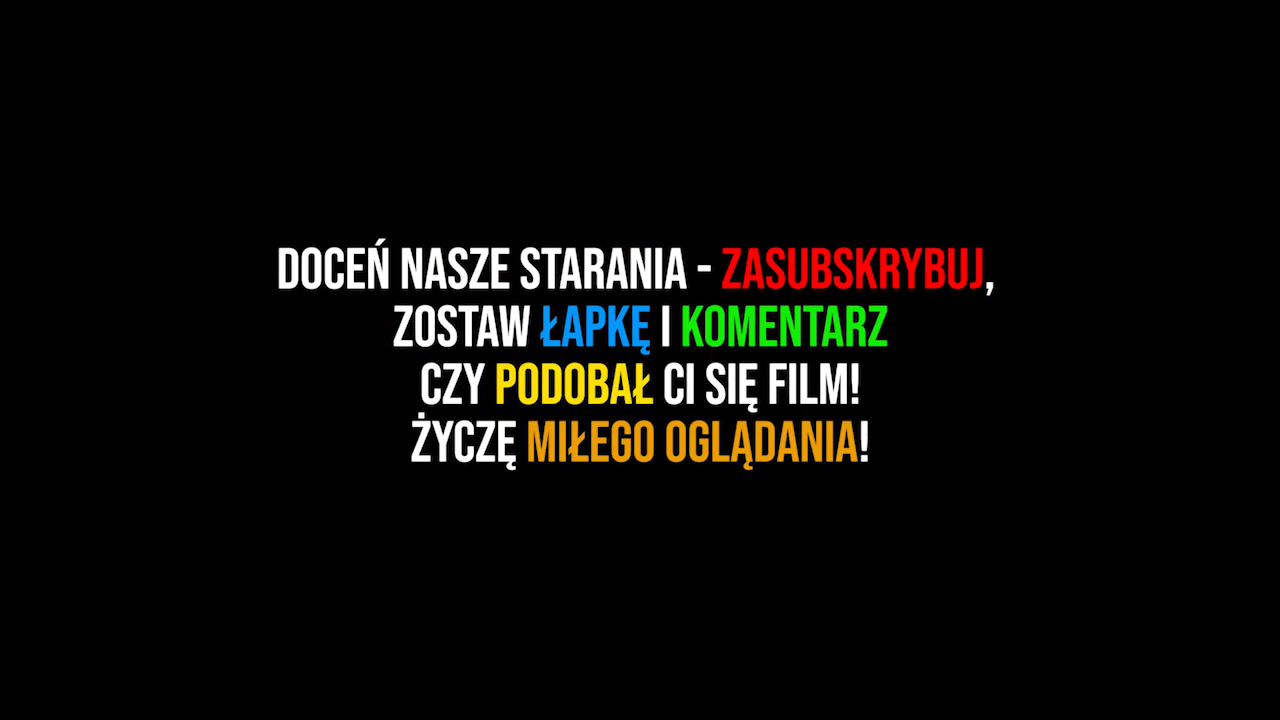 DOCEŃ NASZE STARANIA - ZASUBSKRYBUJ,
ZOSTAW ŁAPKĘ I KOMENTARZ
CZY PODOBAŁ CI SIĘ FILM!
ŻYCZĘ MIŁEGO OGLĄDANIA!